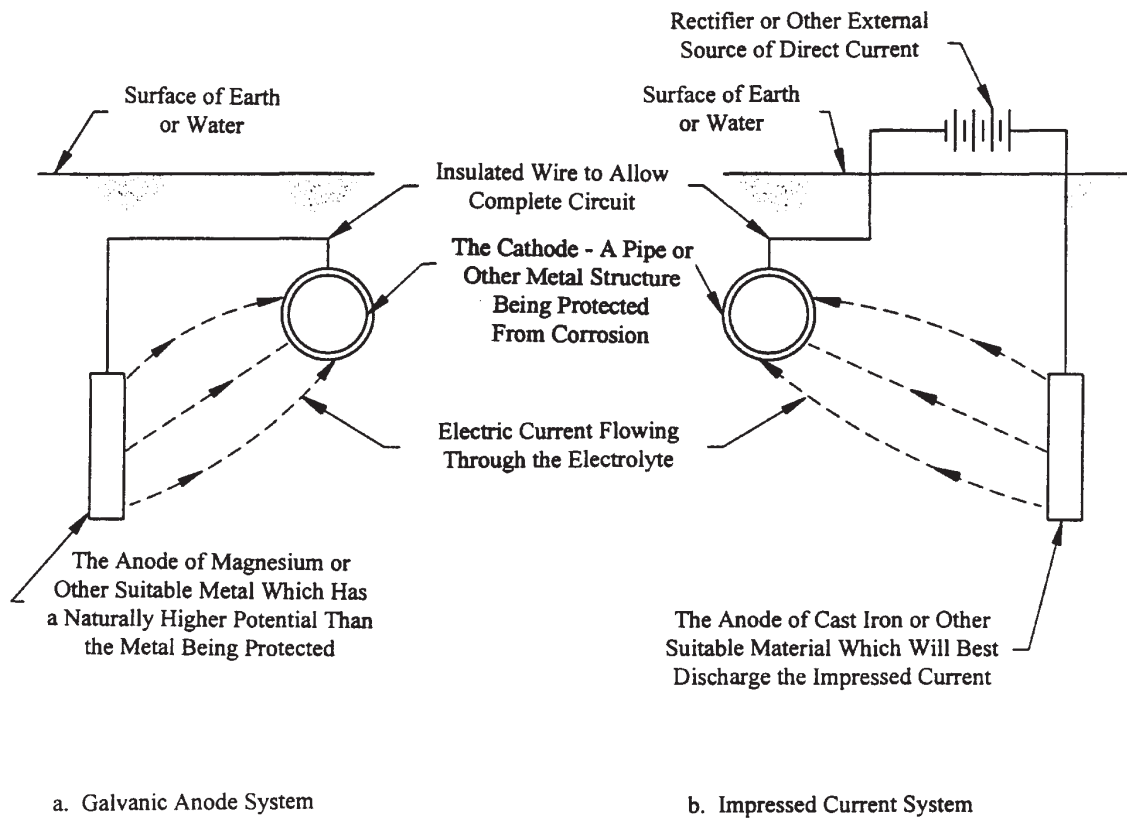 Rectifier or Other External
Source of Direct Current
Surface of Earth
or Water
Surface of Earth
or Water
Insulated Wire to Allow
Complete Circuit
The Cathode - A Pipe or
Other Metal Structure
Being Protected
From Corrosion
Electric Current Flowing
Through the Electrolyte
The Anode of Magnesium or
Other Suitable Metal Which Has
a Naturally Higher Potential Than
the Metal Being Protected
The Anode of Cast Iron or Other
Suitable Material Which Will Best
Discharge the Impressed Current
a. Galvanic Anode System
b. Impressed Current System